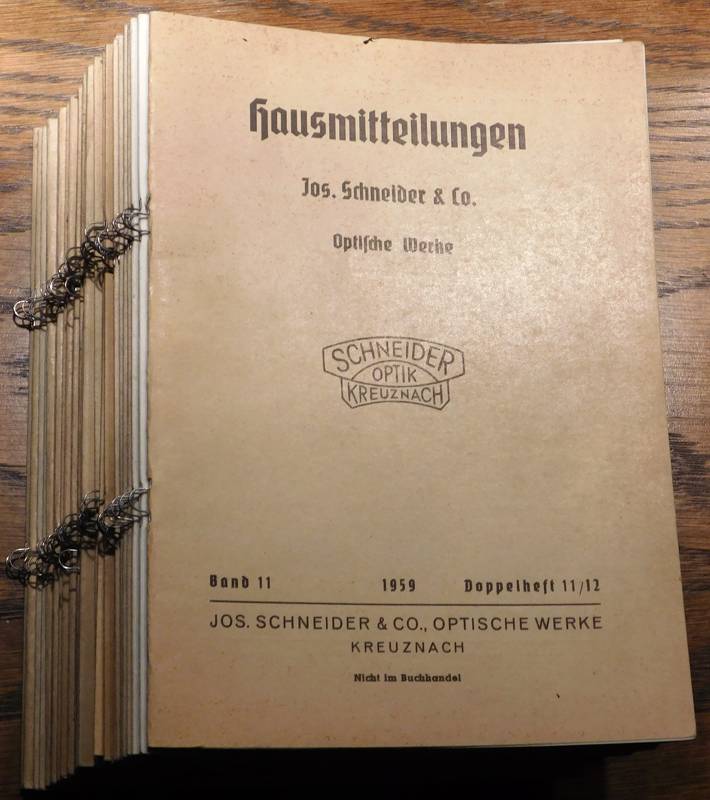 Hausmitteilungen
Jos. Schneider & Co.
Optische Werke
SCHNEIDER
OPTIK
KREUZNACH
Band 11 1959 Doppelheft 11/12
JOS. SCHNEIDER & CO., OPTISCHE WERKE
KREUZNACH
Nicht im Buchhandel